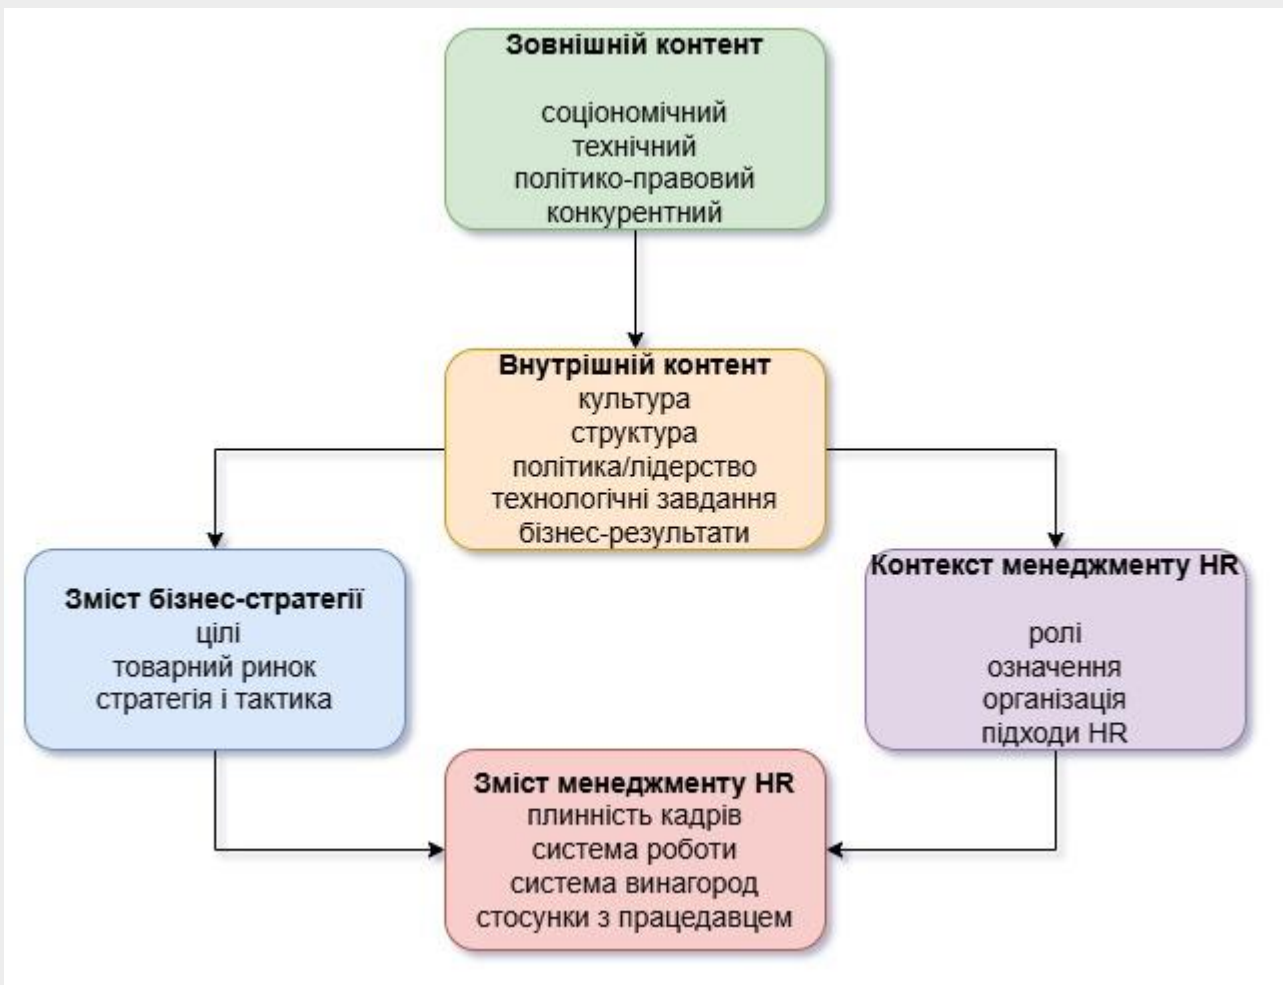 Зовнішній контент
соціономічний
технічний
політико-правовий
конкурентний
Внутрішній контент
культура
структура
політика/лідерство
технологічні завдання
бізнес-результати
Зміст бізнес-стратегії
цілі
товарний ринок
стратегія і тактика
Контекст менеджменту HR
ролі
означення
організація
підходи HR
Зміст менеджменту HR
плинність кадрів
система роботи
система винагород
стосунки з працедавцем